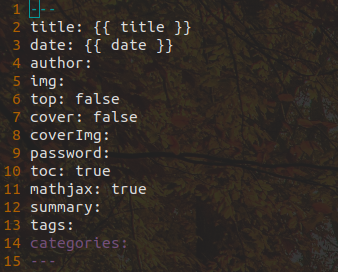 1 ---
2 title: {{ title }}
3 date: {{ date }}
4 author:
5 img:
6 top: false
7 cover: false
8 coverImg:
9 password:
10 toc: true
11 mathjax: true
12 summary:
13 tags:
14 categories:
15 ---